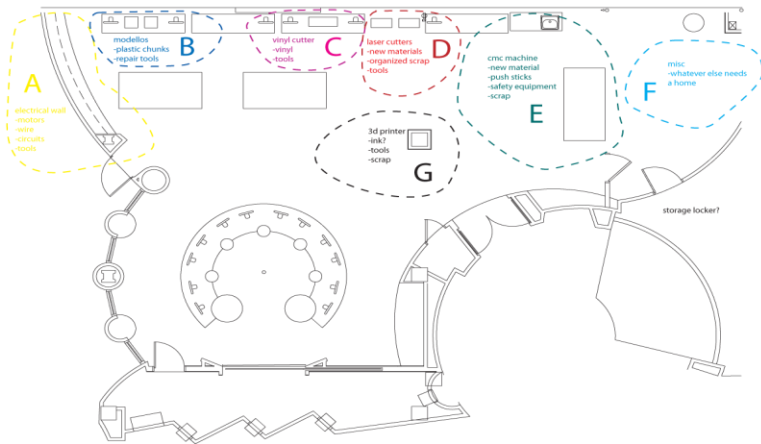 A
electrical wall
-motors
-wire
-circuits
-tools
modellos
-plastic chunks
-repair tools
B
vinyl cutter
-vinyl
-tools
C
laser cutters
-new materials
-organized scrap
-tools
D
cmc machine
-new material
-push sticks
-safety equipment
-scrap
E
misc
-whatever else needs
a home
F
3d printer
-ink?
-tools
-scrap
G
storage locker?